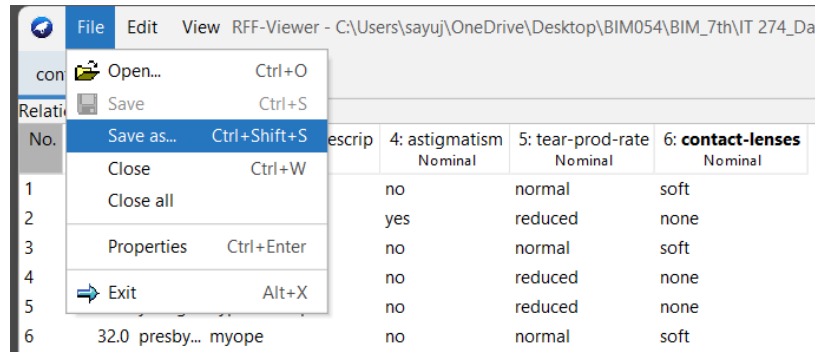 File Edit View RFF-Viewer - C:\Users\sayuj\OneDrive\Desktop\BIM054\BIM_7th\IT 274_Da
con
Open... Ctrl+O
Save Ctrl+S
Save as... Ctrl+Shift+S
Close Ctrl+W
Close all
Properties Ctrl+Enter
Exit Alt+X
Relati
No. escrip 4: astigmatism 5: tear-prod-rate 6: contact-lenses
Nominal Nominal Nominal
1 no normal soft
2 yes reduced none
3 no normal soft
4 no reduced none
5 no reduced none
6 32.0 presby... myope no normal soft